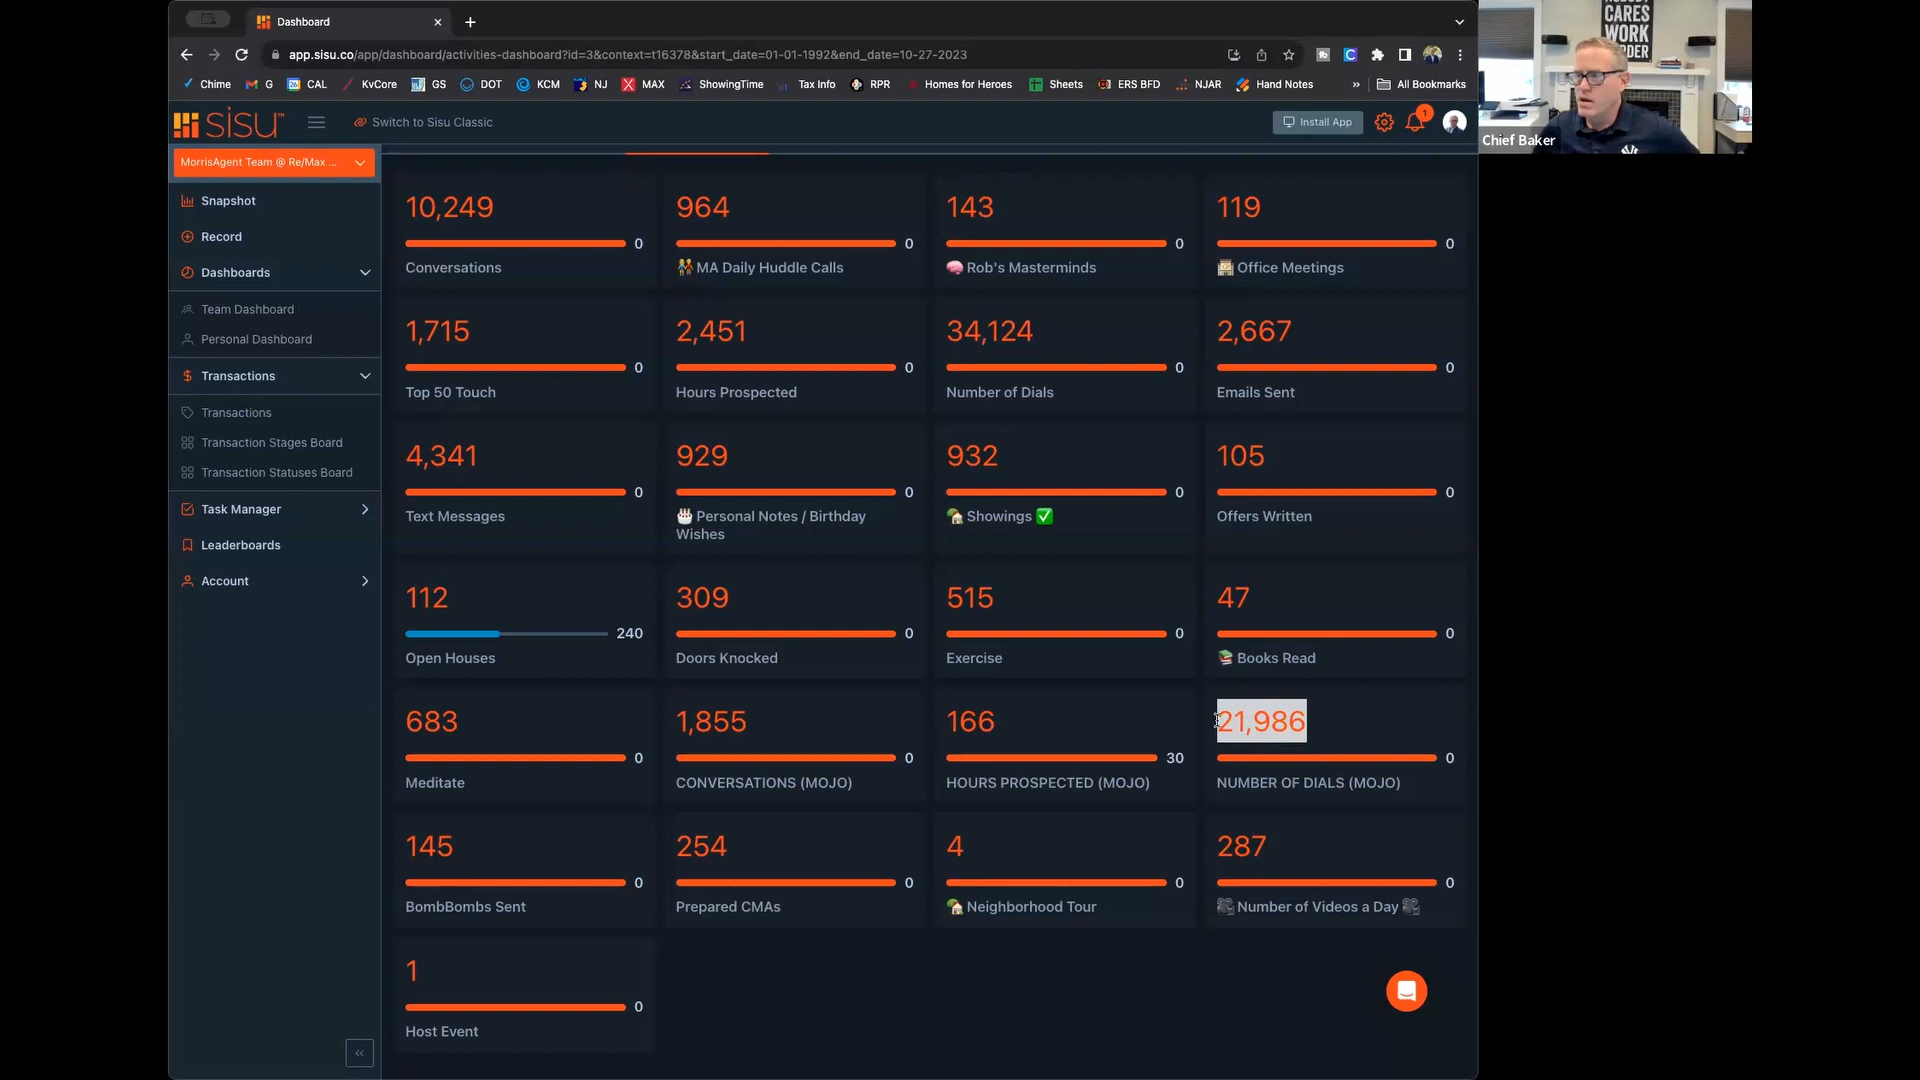 Dashboard
app.sisu.co/app/dashboard/activities-dashboard?id=3&context=t16378&start_date=01-01-1992&end_date=10-27-2023
Chime
G
CAL
KvCore
GS
DOT
KCM
NJ
MAX
ShowingTime
Tax Info
RPR
Homes for Heroes
Sheets
ERS BFD
NJAR
Hand Notes
»
All Bookmarks
sisu™
Switch to Sisu Classic
Install App
1
MorrisAgent Team @ Re/Max ...
Snapshot
Record
Dashboards
Team Dashboard
Personal Dashboard
Transactions
Transactions
Transaction Stages Board
Transaction Statuses Board
Task Manager
Leaderboards
Account
10,249
0
Conversations
964
0
MA Daily Huddle Calls
143
0
Rob's Masterminds
119
0
Office Meetings
1,715
0
Top 50 Touch
2,451
0
Hours Prospected
34,124
0
Number of Dials
2,667
0
Emails Sent
4,341
0
Text Messages
929
0
Personal Notes / Birthday
Wishes
932
0
Showings
105
0
Offers Written
112
240
Open Houses
309
0
Doors Knocked
515
0
Exercise
47
0
Books Read
683
0
Meditate
1,855
0
CONVERSATIONS (MOJO)
166
30
HOURS PROSPECTED (MOJO)
21,986
0
NUMBER OF DIALS (MOJO)
145
0
BombBombs Sent
254
0
Prepared CMAs
4
0
Neighborhood Tour
287
0
Number of Videos a Day
1
0
Host Event
CARES
WORK
Chief Baker